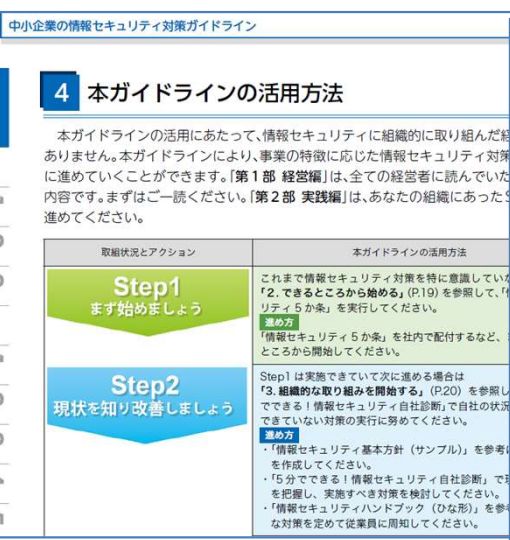 中小企業の情報セキュリティ対策ガイドライン
4 本ガイドラインの活用方法
本ガイドラインの活用にあたって、情報セキュリティに組織的に取り組んだ経
ありません。本ガイドラインにより、事業の特徴に応じた情報セキュリティ対策
に進めていくことができます。「第1部 経営編」は、全ての経営者に読んでいた
内容です。まずはご一読ください。「第2部 実践編」は、あなたの組織にあったS
進めてください。
取組状況とアクション
本ガイドラインの活用方法
Step1
まず始めましょう
これまで情報セキュリティ対策を特に意識していな
「2.できるところから始める」(P.19) を参照して、「情
リティ5か条」を実行してください。
進め方
「情報セキュリティ5か条」を社内で配付するなど、
ところから開始してください。
Step2
現状を知り改善しましょう
Step1 は実施できていて次に進める場合は
「3.組織的な取り組みを開始する」(P.20) を参照し
でできる！情報セキュリティ自社診断」で自社の状況
できていない対策の実行に努めてください。
進め方
・「情報セキュリティ基本方針（サンプル）」を参考に
を作成してください。
・「5分でできる！情報セキュリティ自社診断」で現
を把握し、実施すべき対策を検討してください。
・「情報セキュリティハンドブック（ひな形）」を参考
な対策を定めて従業員に周知してください。